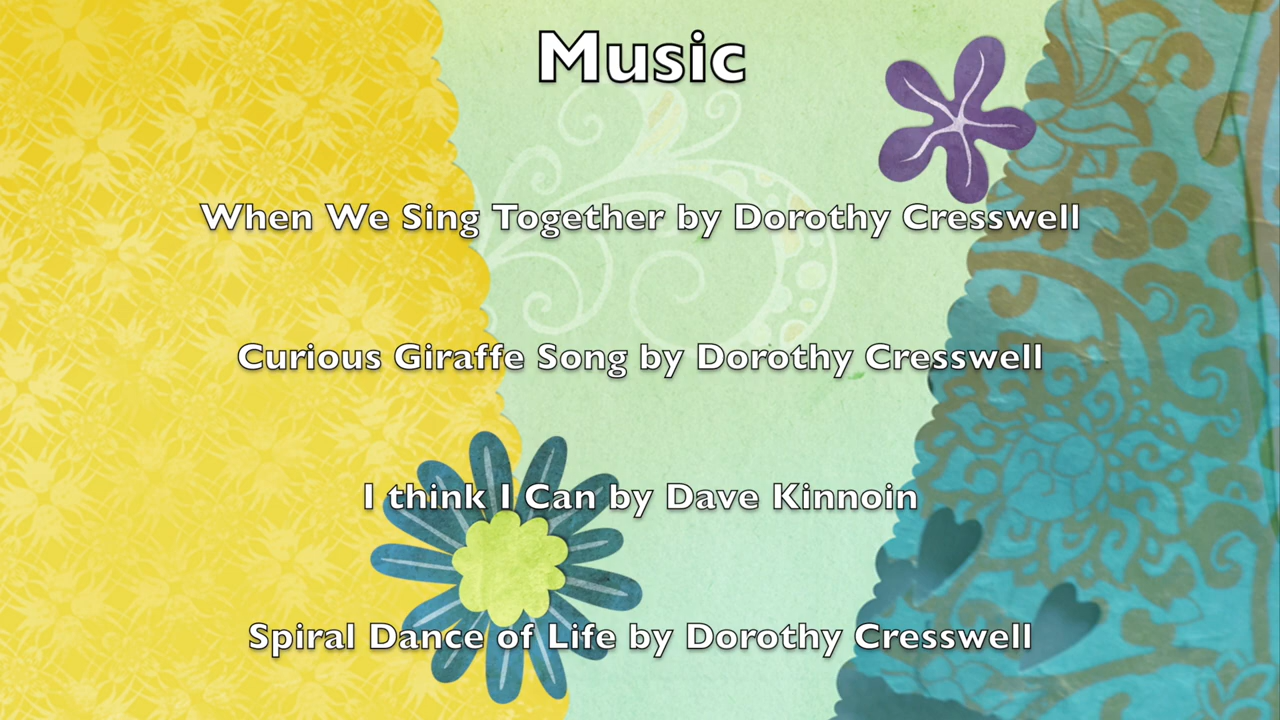 Music
When We Sing Together by Dorothy Cresswell
Curious Giraffe Song by Dorothy Cresswell
I think I Can by Dave Kinnoin
Spiral Dance of Life by Dorothy Cresswell